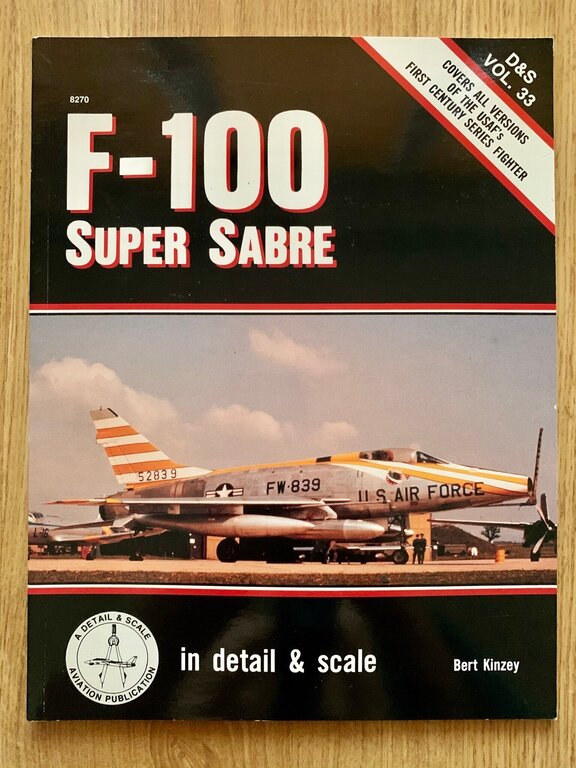 8270
F-100
SUPER SABRE
D&S
VOL. 33
COVERS ALL VERSIONS
OF THE USAF'S
FIRST CENTURY SERIES FIGHTER
52839
FW-839
U.S. AIR FORCE
A DETAIL & SCALE
AVIATION PUBLICATION
in detail & scale
Bert Kinzey